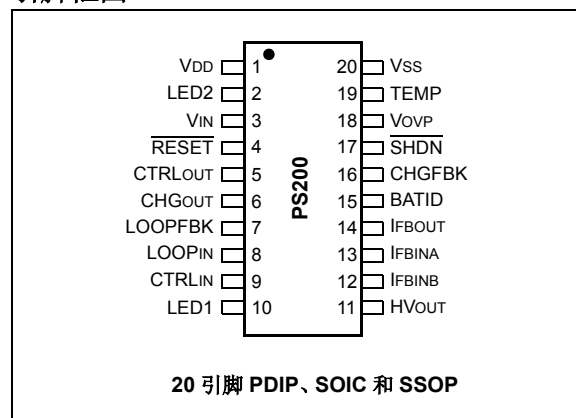 VDD 1 20 VSS
LED2 2 19 TEMP
VIN 3 18 VOVP
RESET 4 17 SHDN
CTRLOUT 5 16 CHGFBK
CHGOUT 6 15 BATID
LOOPFBK 7 14 IFBOUT
LOOPIN 8 13 IFBINA
CTRLIN 9 12 IFBINB
LED1 10 11 HVOUT
PS200
20 引脚 PDIP、SOIC 和 SSOP